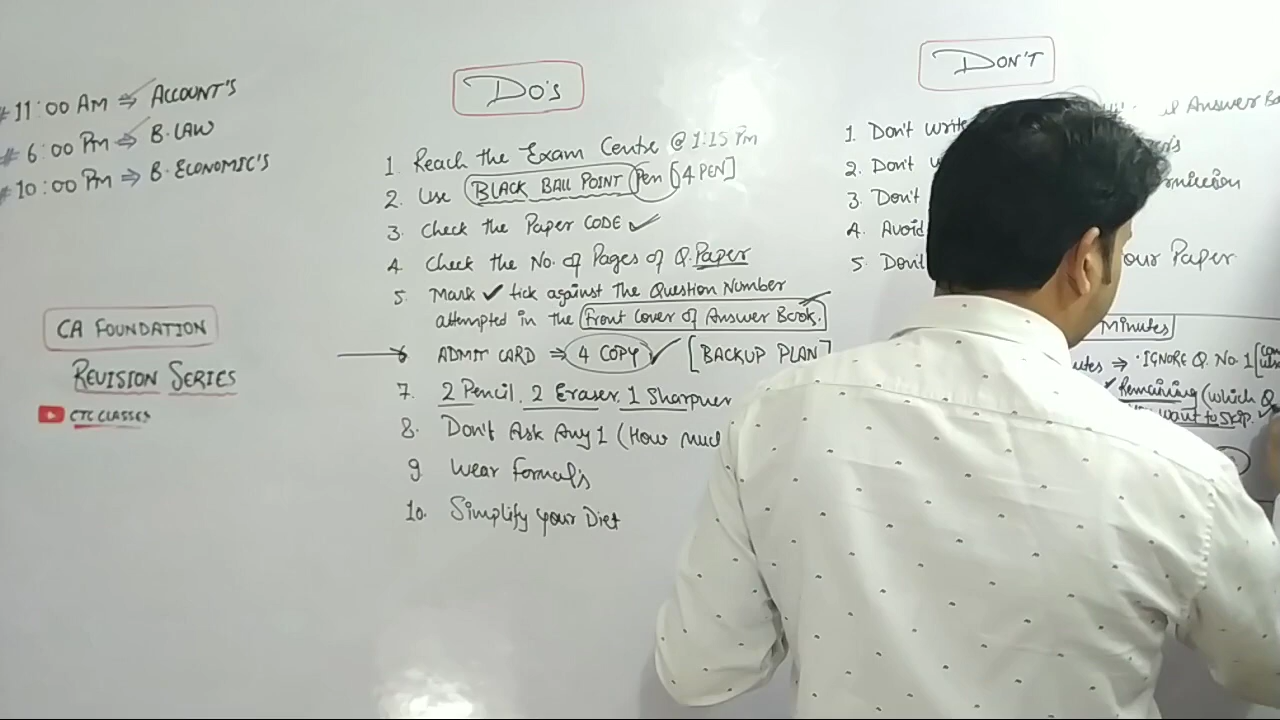 # 11:00 AM ⇒ ACCOUNT'S
# 6:00 Pm ⇒ B. LAW
# 10:00 Pm ⇒ B. ECONOMIC'S
CA FOUNDATION
REVISION SERIES
CTC CLASSES
Do's
1. Reach the Exam Centre @ 1:15 Pm
2. Use BLACK BALL POINT Pen [4 PEN]
3. Check the Paper CODE ✓
4. Check the No. of Pages of Q. Paper
5. Mark ✓ tick against The Question Number
attempted in the Front Cover of Answer Book.
6 ADMIT CARD ⇒ 4 COPY ✓ [BACKUP PLAN]
7. 2 Pencil, 2 Eraser, 1 Sharpner
8. Don't Ask Any 1 (How
9 Wear Formal's
10. Simplify your Diet
DON'T
1. Don't write Answer
2. Don't
3. Don't
4. Avoid
5. Don't our Paper
Minutes
⇒ IGNORE Q. No. 1
✓ Remaining (which Q
want to skip. ✓